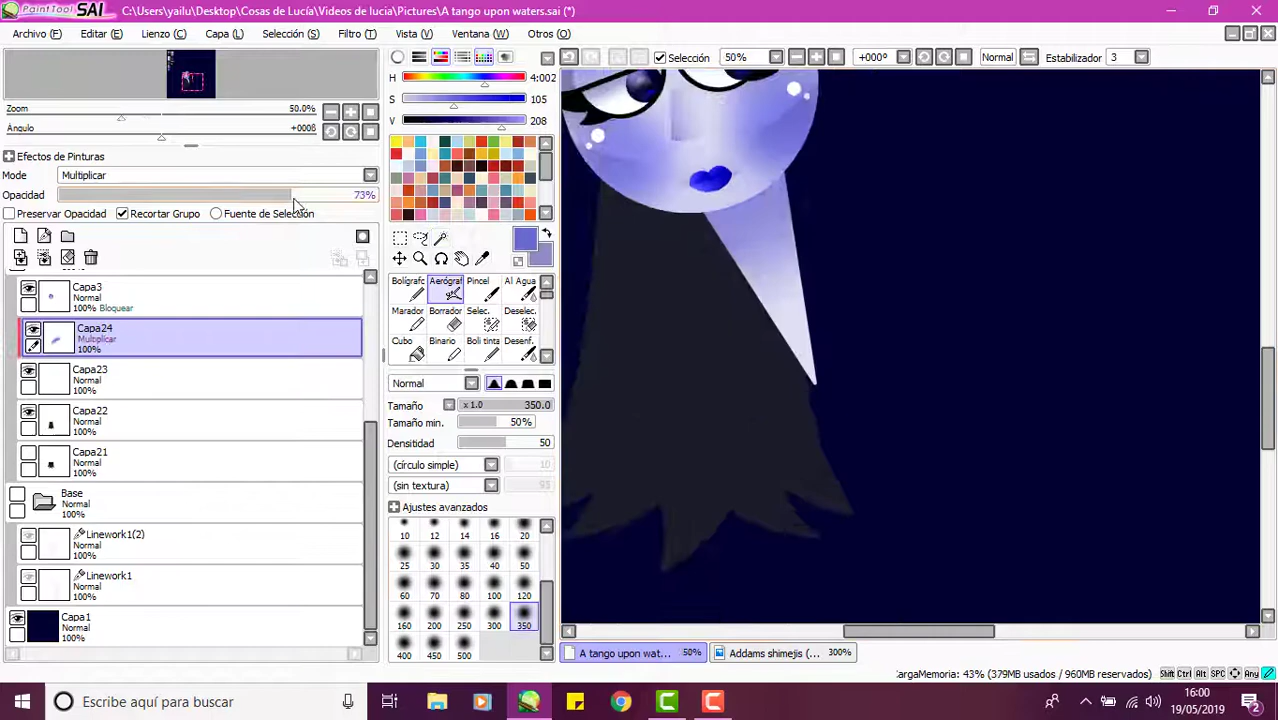 PaintTool SAI C:\Users\yailu\Desktop\Cosas de Lucía\Videos de lucia\Pictures\A tango upon waters.sai (*)
Archivo (F) Editar (E) Lienzo (C) Capa (L) Selección (S) Filtro (T) Vista (V) Ventana (W) Otros (O)
Selección 50% +000° Normal Estabilizador 3
Zoom 50.0%
Ángulo +000ß
Efectos de Pinturas
Mode Multiplicar
Opacidad 73%
Preservar Opacidad Recortar Grupo Fuente de Selección
Capa3
Normal
100% Bloquear
Capa24
Multiplicar
100%
Capa23
Normal
100%
Capa22
Normal
100%
Capa21
Normal
100%
Base
Normal
100%
Linework1(2)
Normal
100%
Linework1
Normal
100%
Capa1
Normal
100%
H 4:002
S 105
V 208
Bolígrafc Aerógraf Pincel Al Agua
Marador Borrador Selec. Deselec.
Cubo Binario Boli tinta Desenf.
Normal
Tamaño x 1.0 350.0
Tamaño min. 50%
Densitidad 50
(círculo simple) 10
(sin textura) 95
Ajustes avanzados
10 12 14 16 20
25 30 35 40 50
60 70 80 100 120
160 200 250 300 350
400 450 500
A tango upon wat... 50% Addams shimejis (... 300%
:argaMemoria: 43% (379MB usados / 960MB reservados) Shift Ctrl Alt SPC Any
Escribe aquí para buscar
16:00
19/05/2019
2